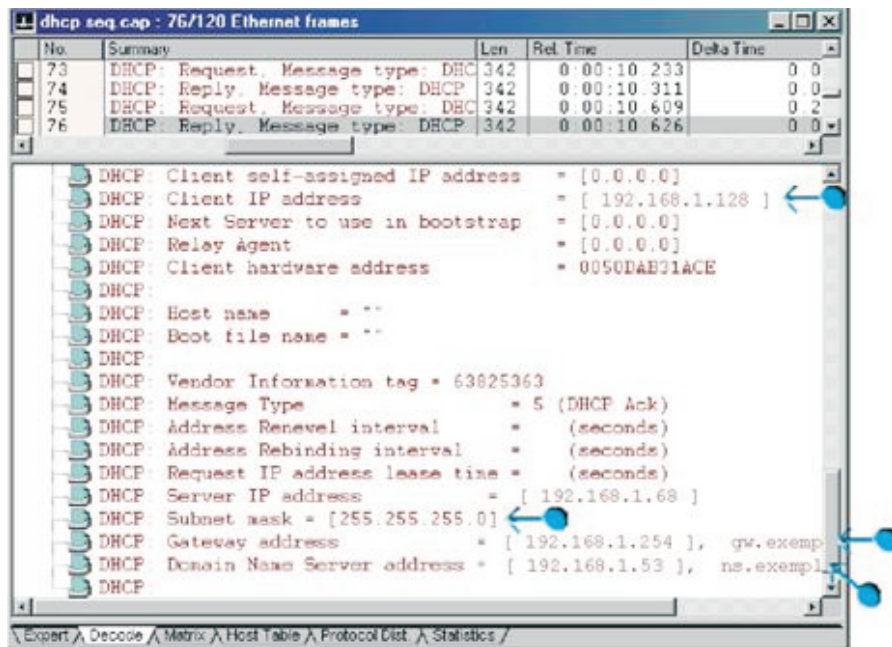 dhcp seq.cap : 76/120 Ethernet frames
No. Summary Len Rel. Time Delta Time
73 DHCP: Request, Message type: DHC 342 0:00:10.233 0.0
74 DHCP: Reply, Message type: DHCP 342 0:00:10.311 0.0
75 DHCP: Request, Message type: DHC 342 0:00:10.609 0.2
76 DHCP: Reply, Message type: DHCP 342 0:00:10.626 0.0
DHCP: Client self-assigned IP address = [0.0.0.0]
DHCP: Client IP address = [ 192.168.1.128 ]
DHCP: Next Server to use in bootstrap = [0.0.0.0]
DHCP: Relay Agent = [0.0.0.0]
DHCP: Client hardware address = 0050DAB31ACE
DHCP:
DHCP: Host name = ""
DHCP: Boot file name = ""
DHCP:
DHCP: Vendor Information tag = 63825363
DHCP: Message Type = 5 (DHCP Ack)
DHCP: Address Renevel interval = (seconds)
DHCP: Address Rebinding interval = (seconds)
DHCP: Request IP address lease time = (seconds)
DHCP: Server IP address = [ 192.168.1.68 ]
DHCP: Subnet mask = [255.255.255.0]
DHCP: Gateway address = [ 192.168.1.254 ], gw.exemp
DHCP: Domain Name Server address = [ 192.168.1.53 ], ns.exempl
DHCP:
Expert Decode Matrix Host Table Protocol Dist. Statistics